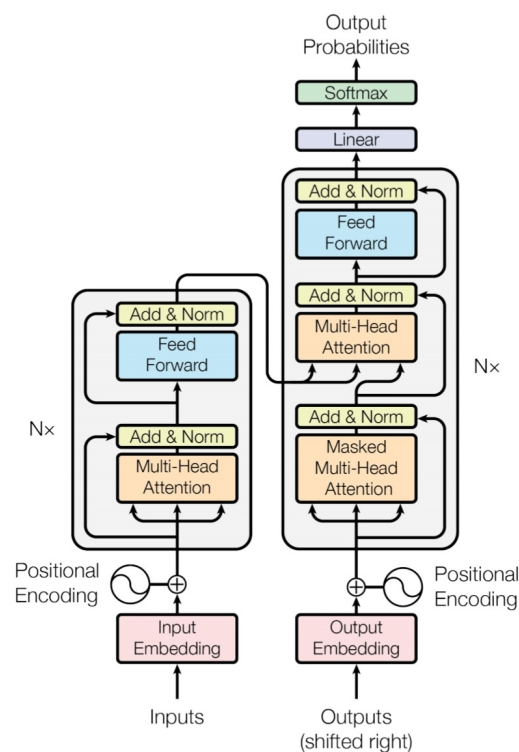 Output
Probabilities
Softmax
Linear
Add & Norm
Feed
Forward
Add & Norm
Multi-Head
Attention
Nx
Add & Norm
Masked
Multi-Head
Attention
Add & Norm
Feed
Forward
Nx
Add & Norm
Multi-Head
Attention
Positional
Encoding
Positional
Encoding
Input
Embedding
Output
Embedding
Inputs
Outputs
(shifted right)